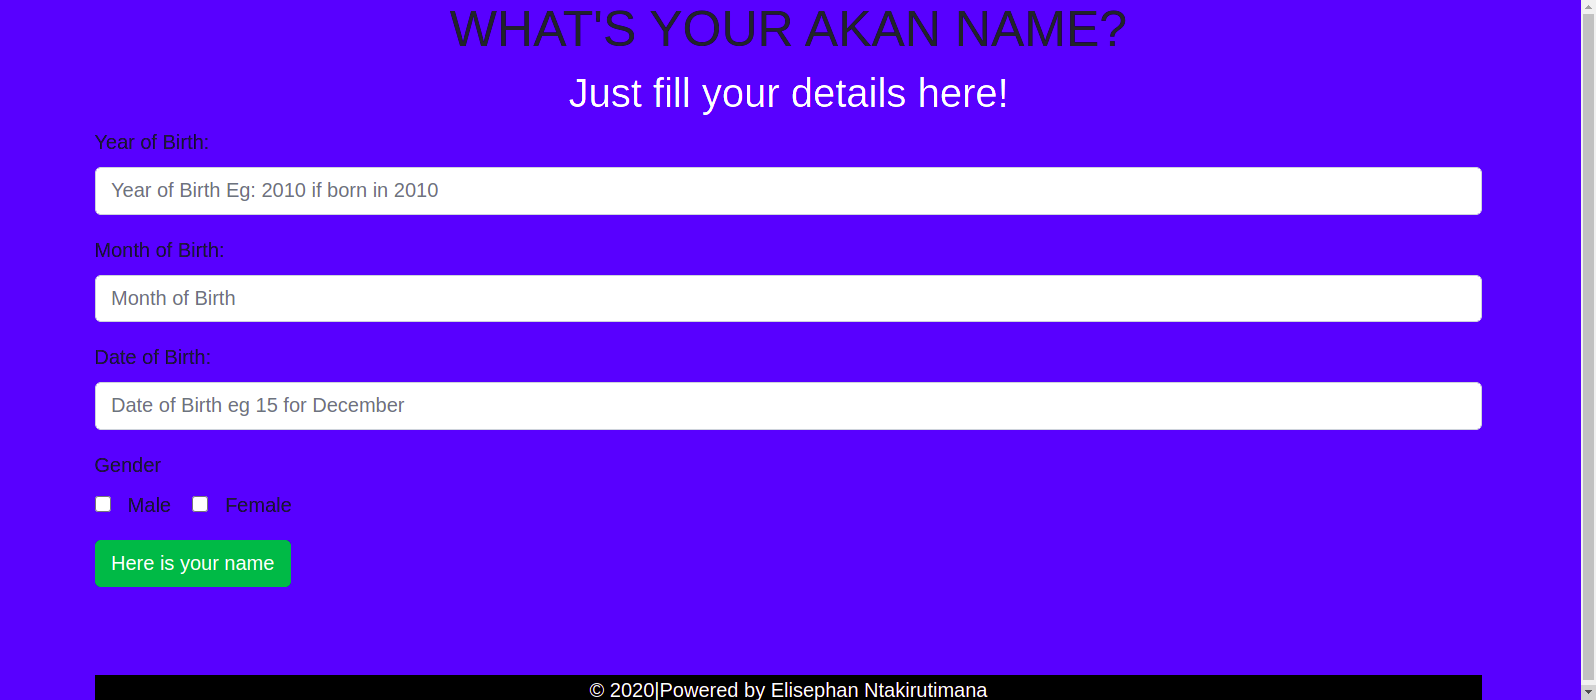 WHAT'S YOUR AKAN NAME?
Just fill your details here!
Year of Birth:
Year of Birth Eg: 2010 if born in 2010
Month of Birth:
Month of Birth
Date of Birth:
Date of Birth eg 15 for December
Gender
Male Female
Here is your name
© 2020|Powered by Elisephan Ntakirutimana